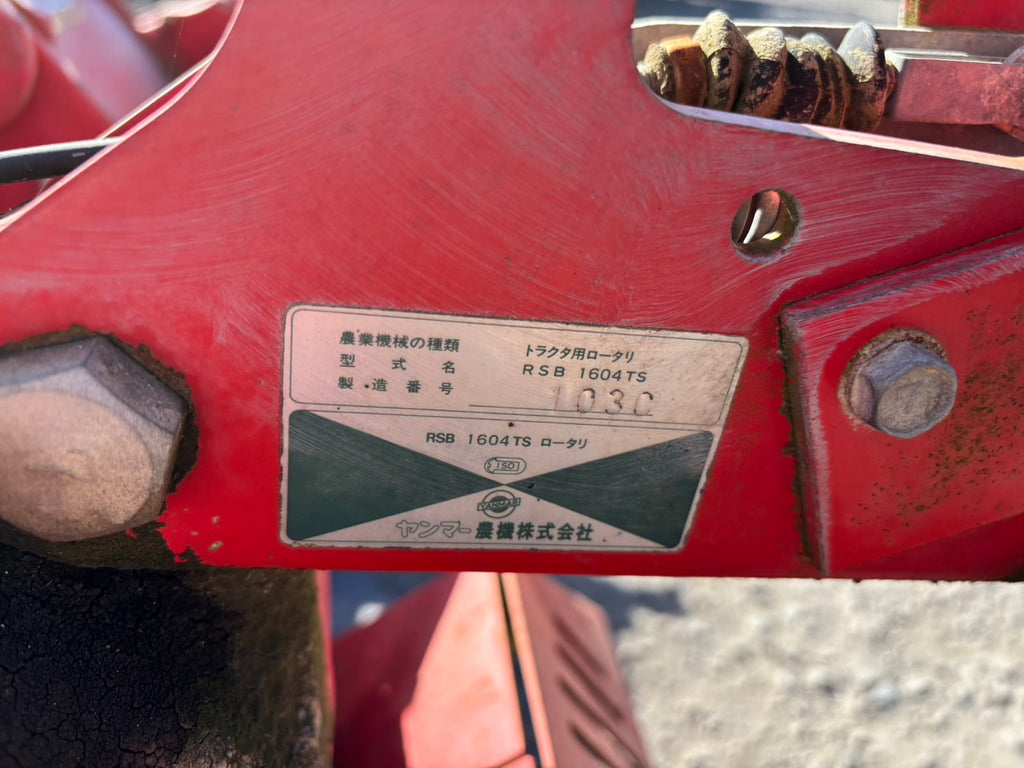 農業機械の種類 トラクタ用ロータリ
型式名 RSB 1604TS
製造番号 1030
RSB 1604TS ロータリ
ISO
YANMAR
ヤンマー農機株式会社